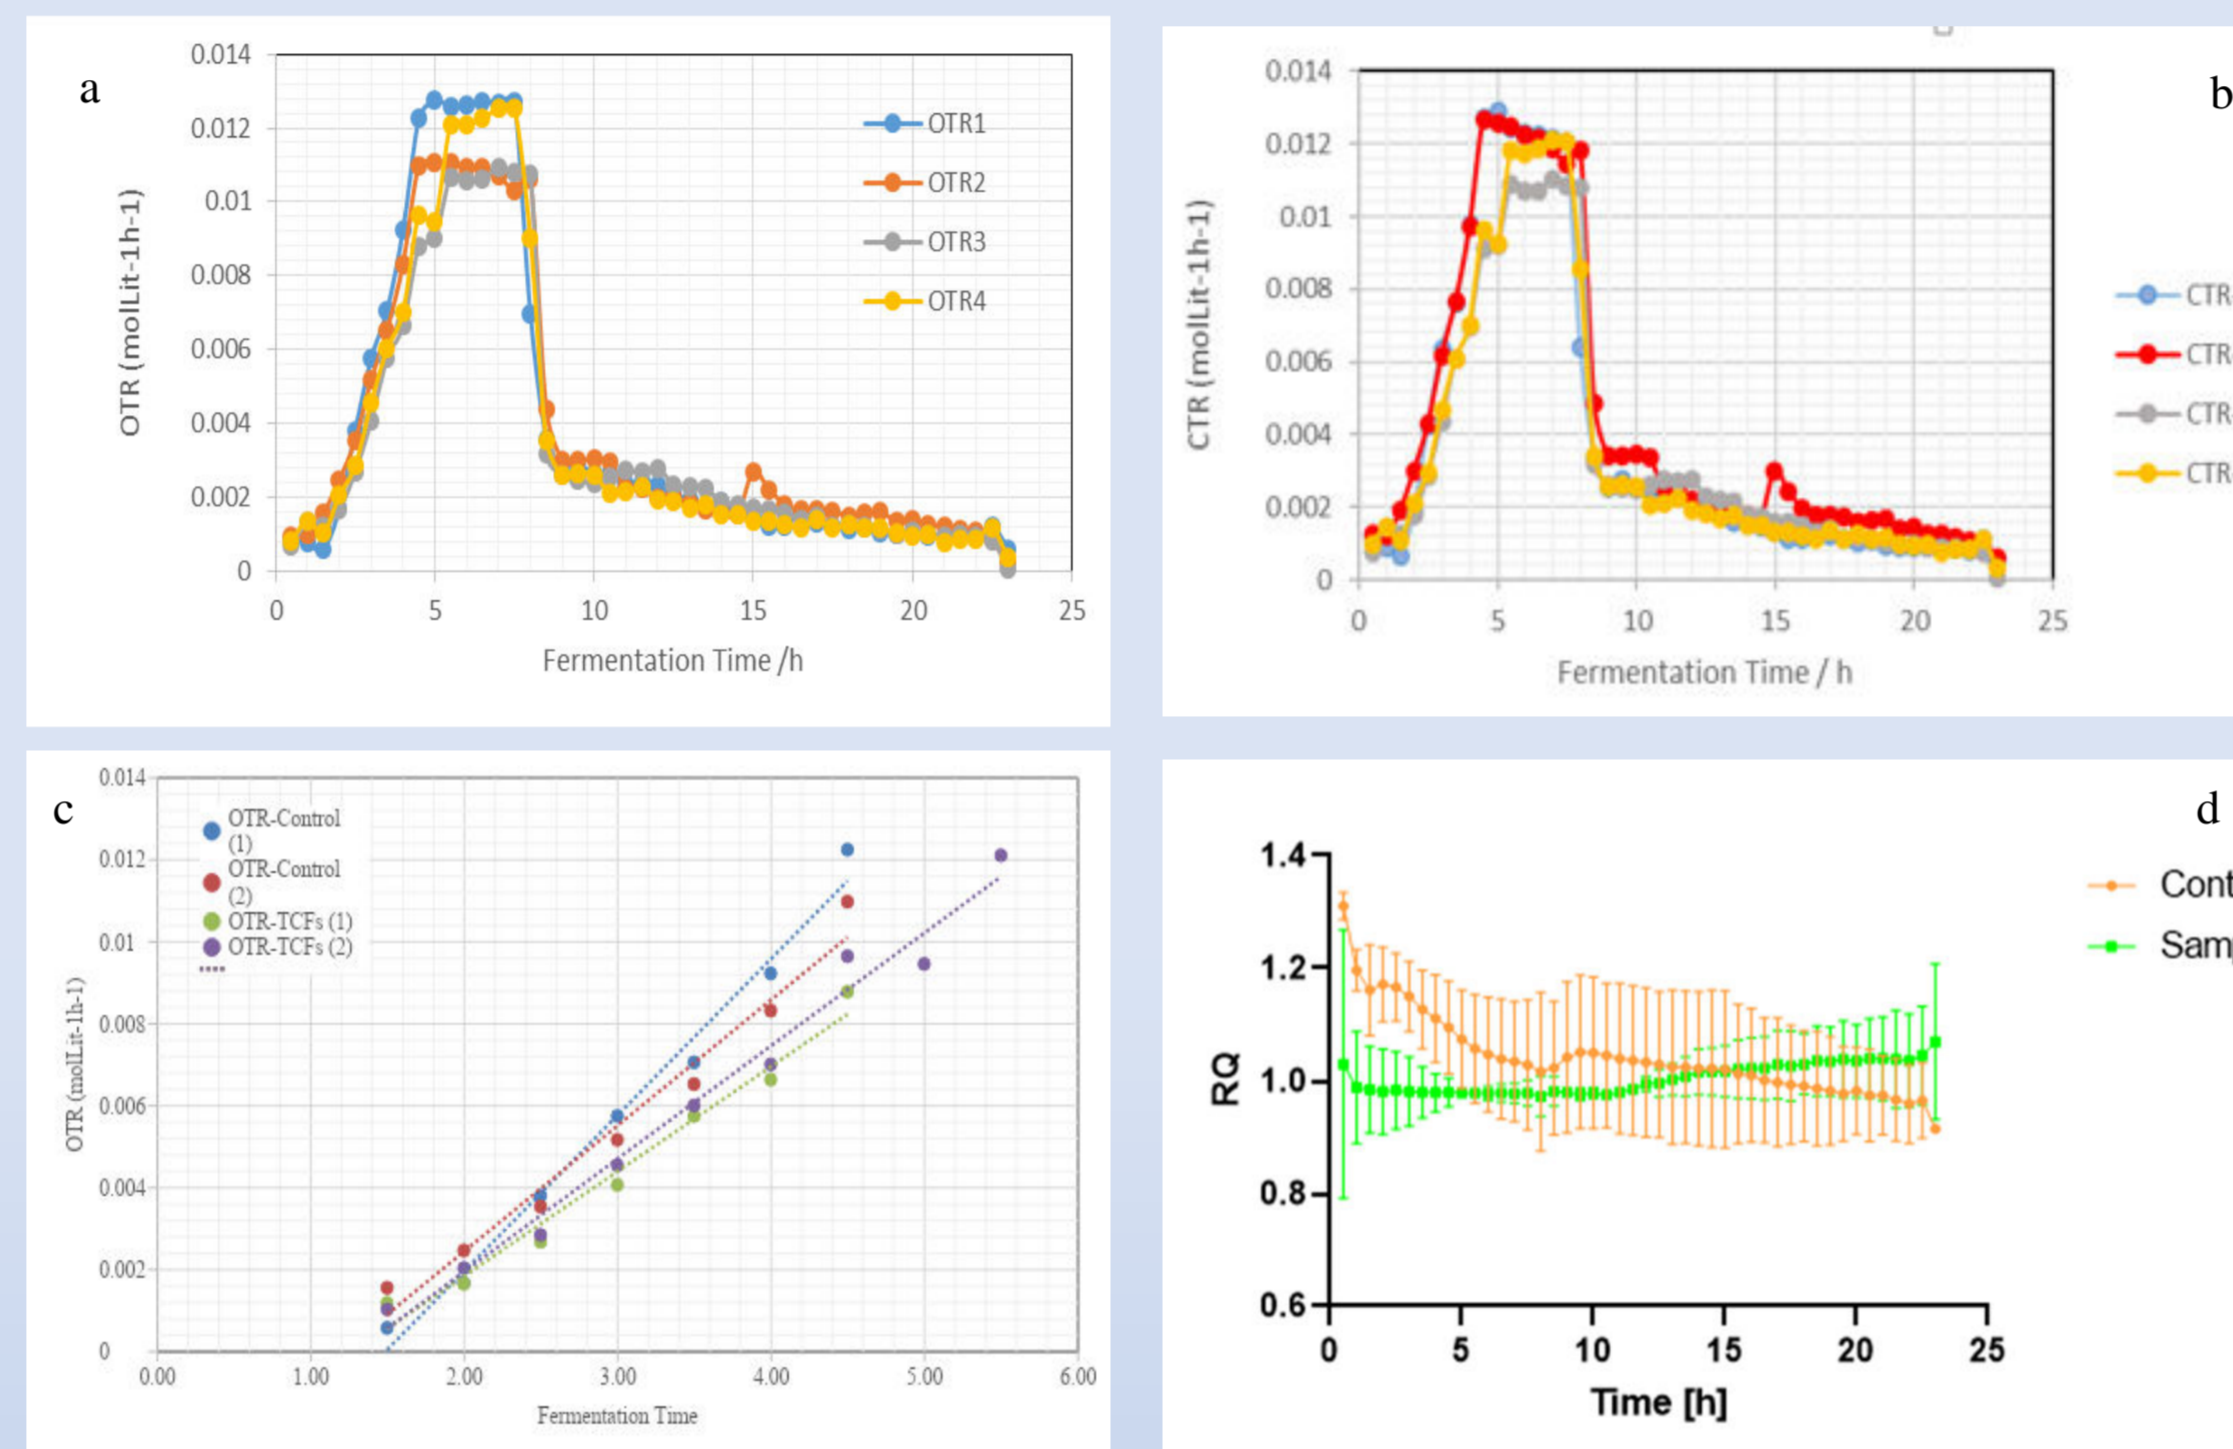 a
0.014
0.012
0.01
0.008
0.006
0.004
0.002
0
0 5 10 15 20 25
OTR (molLit-1h-1)
Fermentation Time /h
OTR1
OTR2
OTR3
OTR4
b
0.014
0.012
0.01
0.008
0.006
0.004
0.002
0
0 5 10 15 20 25
CTR (molLit-1h-1)
Fermentation Time / h
CTR
CTR
CTR
CTR
c
0.014
0.012
0.01
0.008
0.006
0.004
0.002
0
0.00 1.00 2.00 3.00 4.00 5.00 6.00
OTR (molLit-1h-1)
Fermentation Time
OTR-Control
(1)
OTR-Control
(2)
OTR-TCFs (1)
OTR-TCFs (2)
d
1.4
1.2
1.0
0.8
0.6
0 5 10 15 20 25
RQ
Time [h]
Cont
Sam